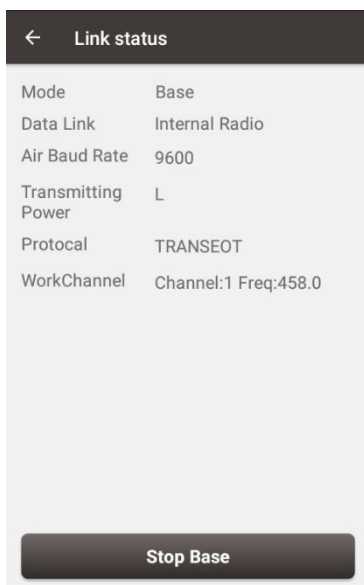 Link status
Mode Base
Data Link Internal Radio
Air Baud Rate 9600
Transmitting Power L
Protocal TRANSEOT
WorkChannel Channel:1 Freq:458.0
Stop Base